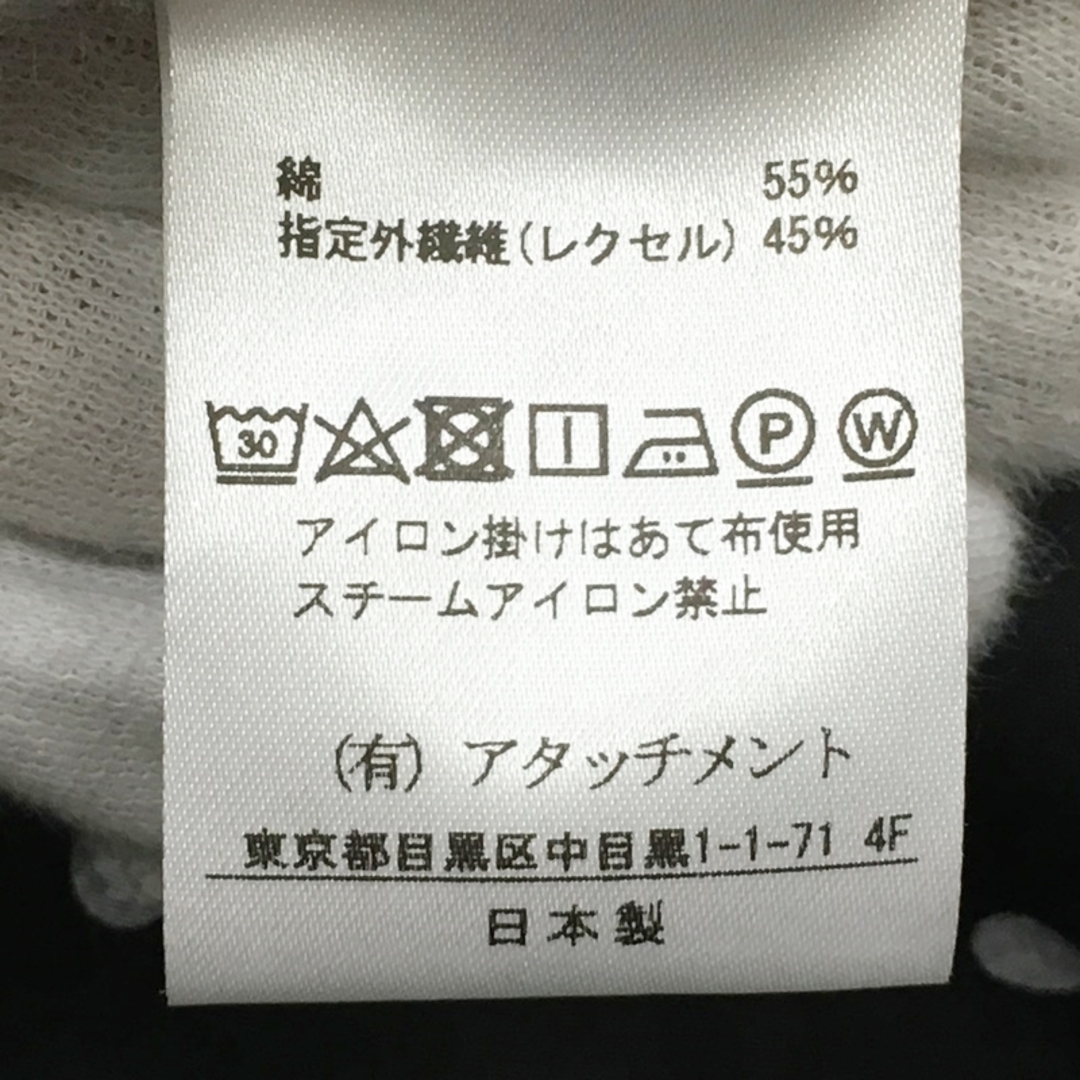 綿 55%
指定外繊維(レクセル) 45%
30 P W
アイロン掛けはあて布使用
スチームアイロン禁止
(有) アタッチメント
東京都目黒区中目黒1-1-71 4F
日本製